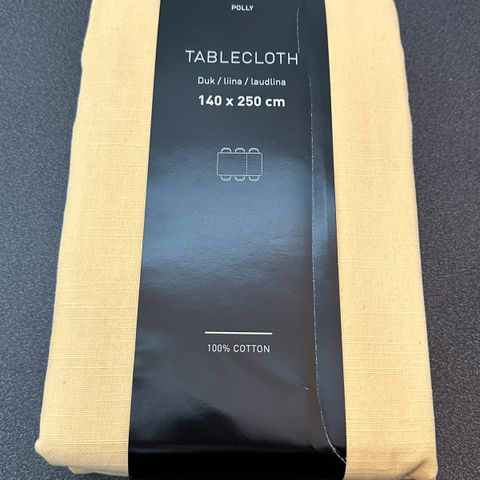 POLLY
TABLECLOTH
Duk / liina / laudlina
140 x 250 cm
100% COTTON